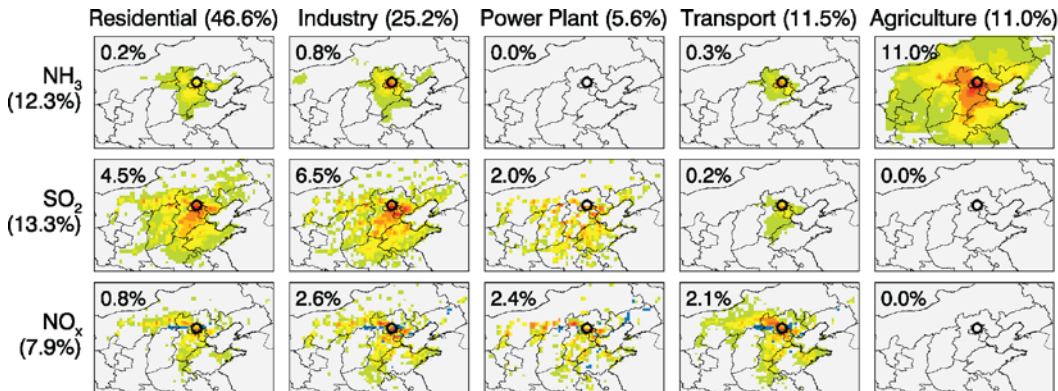 Residential (46.6%) Industry (25.2%) Power Plant (5.6%) Transport (11.5%) Agriculture (11.0%)
NH₃
(12.3%)
0.2% 0.8% 0.0% 0.3% 11.0%
SO₂
(13.3%)
4.5% 6.5% 2.0% 0.2% 0.0%
NOₓ
(7.9%)
0.8% 2.6% 2.4% 2.1% 0.0%